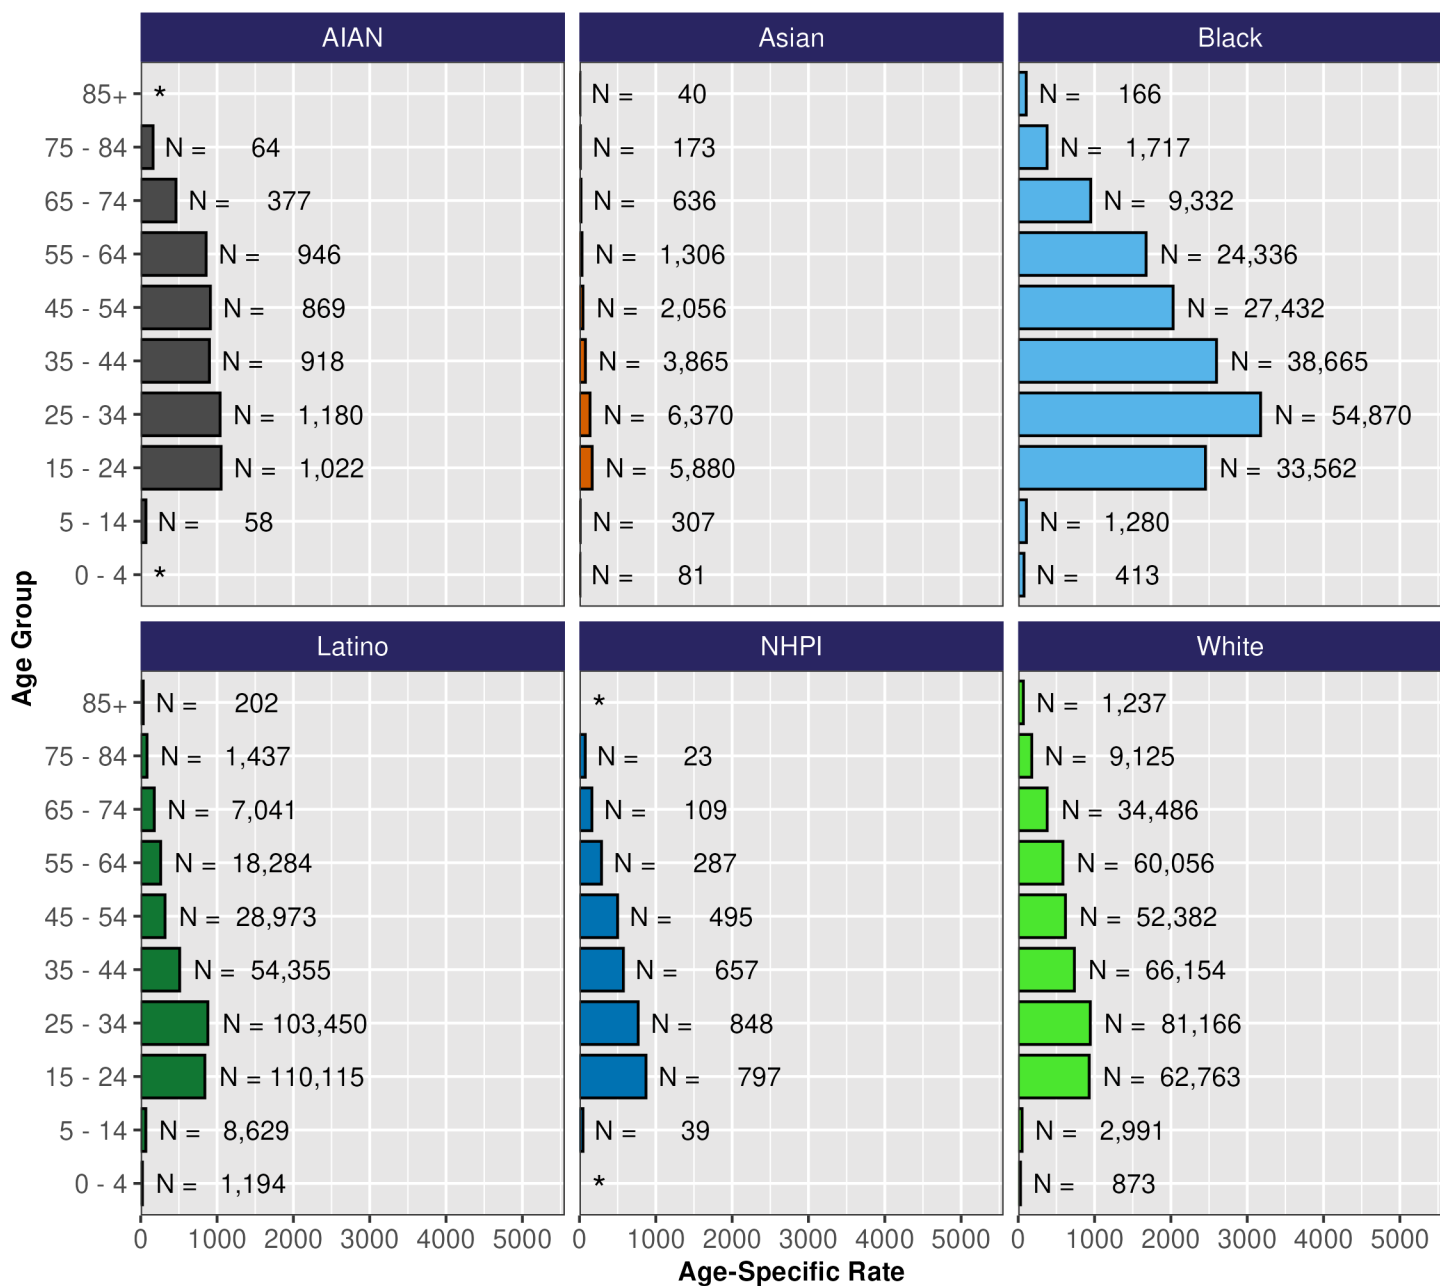 AIAN Asian Black
85+ * N = 40 N = 166
75 - 84 N = 64 N = 173 N = 1,717
65 - 74 N = 377 N = 636 N = 9,332
55 - 64 N = 946 N = 1,306 N = 24,336
45 - 54 N = 869 N = 2,056 N = 27,432
35 - 44 N = 918 N = 3,865 N = 38,665
25 - 34 N = 1,180 N = 6,370 N = 54,870
15 - 24 N = 1,022 N = 5,880 N = 33,562
5 - 14 N = 58 N = 307 N = 1,280
0 - 4 * N = 81 N = 413
Age Group
Latino NHPI White
85+ N = 202 * N = 1,237
75 - 84 N = 1,437 N = 23 N = 9,125
65 - 74 N = 7,041 N = 109 N = 34,486
55 - 64 N = 18,284 N = 287 N = 60,056
45 - 54 N = 28,973 N = 495 N = 52,382
35 - 44 N = 54,355 N = 657 N = 66,154
25 - 34 N = 103,450 N = 848 N = 81,166
15 - 24 N = 110,115 N = 797 N = 62,763
5 - 14 N = 8,629 N = 39 N = 2,991
0 - 4 N = 1,194 * N = 873
0 1000 2000 3000 4000 5000 0 1000 2000 3000 4000 5000 0 1000 2000 3000 4000 5000
Age-Specific Rate